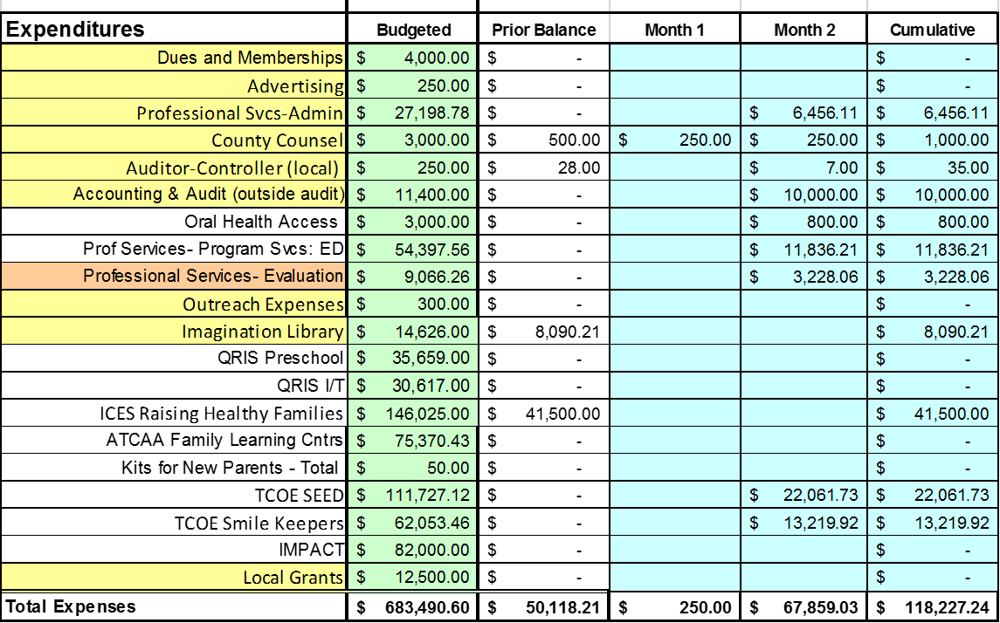 Expenditures Budgeted Prior Balance Month 1 Month 2 Cumulative
Dues and Memberships $ 4,000.00 $ - $ -
Advertising $ 250.00 $ - $ -
Professional Svcs-Admin $ 27,198.78 $ - $ 6,456.11 $ 6,456.11
County Counsel $ 3,000.00 $ 500.00 $ 250.00 $ 250.00 $ 1,000.00
Auditor-Controller (local) $ 250.00 $ 28.00 $ 7.00 $ 35.00
Accounting & Audit (outside audit) $ 11,400.00 $ - $ 10,000.00 $ 10,000.00
Oral Health Access $ 3,000.00 $ - $ 800.00 $ 800.00
Prof Services- Program Svcs: ED $ 54,397.56 $ - $ 11,836.21 $ 11,836.21
Professional Services- Evaluation $ 9,066.26 $ - $ 3,228.06 $ 3,228.06
Outreach Expenses $ 300.00 $ - $ -
Imagination Library $ 14,626.00 $ 8,090.21 $ 8,090.21
QRIS Preschool $ 35,659.00 $ - $ -
QRIS I/T $ 30,617.00 $ - $ -
ICES Raising Healthy Families $ 146,025.00 $ 41,500.00 $ 41,500.00
ATCAA Family Learning Cntrs $ 75,370.43 $ - $ -
Kits for New Parents - Total $ 50.00 $ - $ -
TCOE SEED $ 111,727.12 $ - $ 22,061.73 $ 22,061.73
TCOE Smile Keepers $ 62,053.46 $ - $ 13,219.92 $ 13,219.92
IMPACT $ 82,000.00 $ - $ -
Local Grants $ 12,500.00 $ - $ -
Total Expenses $ 683,490.60 $ 50,118.21 $ 250.00 $ 67,859.03 $ 118,227.24